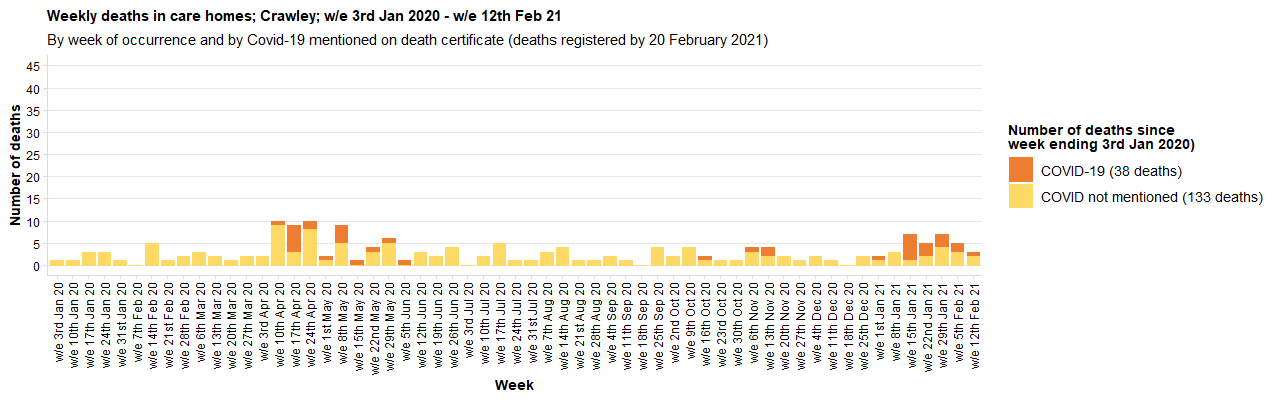 Weekly deaths in care homes; Crawley; w/e 3rd Jan 2020 - w/e 12th Feb 21
By week of occurrence and by Covid-19 mentioned on death certificate (deaths registered by 20 February 2021)
45
40
35
30
25
20
15
10
5
0
Number of deaths
w/e 3rd Jan 20
w/e 10th Jan 20
w/e 17th Jan 20
w/e 24th Jan 20
w/e 31st Jan 20
w/e 7th Feb 20
w/e 14th Feb 20
w/e 21st Feb 20
w/e 28th Feb 20
w/e 6th Mar 20
w/e 13th Mar 20
w/e 20th Mar 20
w/e 27th Mar 20
w/e 3rd Apr 20
w/e 10th Apr 20
w/e 17th Apr 20
w/e 24th Apr 20
w/e 1st May 20
w/e 8th May 20
w/e 15th May 20
w/e 22nd May 20
w/e 29th May 20
w/e 5th Jun 20
w/e 12th Jun 20
w/e 19th Jun 20
w/e 26th Jun 20
w/e 3rd Jul 20
w/e 10th Jul 20
w/e 17th Jul 20
w/e 24th Jul 20
w/e 31st Jul 20
w/e 7th Aug 20
w/e 14th Aug 20
w/e 21st Aug 20
w/e 28th Aug 20
w/e 4th Sep 20
w/e 11th Sep 20
w/e 18th Sep 20
w/e 25th Sep 20
w/e 2nd Oct 20
w/e 9th Oct 20
w/e 16th Oct 20
w/e 23rd Oct 20
w/e 30th Oct 20
w/e 6th Nov 20
w/e 13th Nov 20
w/e 20th Nov 20
w/e 27th Nov 20
w/e 4th Dec 20
w/e 11th Dec 20
w/e 18th Dec 20
w/e 25th Dec 20
w/e 1st Jan 21
w/e 8th Jan 21
w/e 15th Jan 21
w/e 22nd Jan 21
w/e 29th Jan 21
w/e 5th Feb 21
w/e 12th Feb 21
Week
Number of deaths since
week ending 3rd Jan 2020)
COVID-19 (38 deaths)
COVID not mentioned (133 deaths)